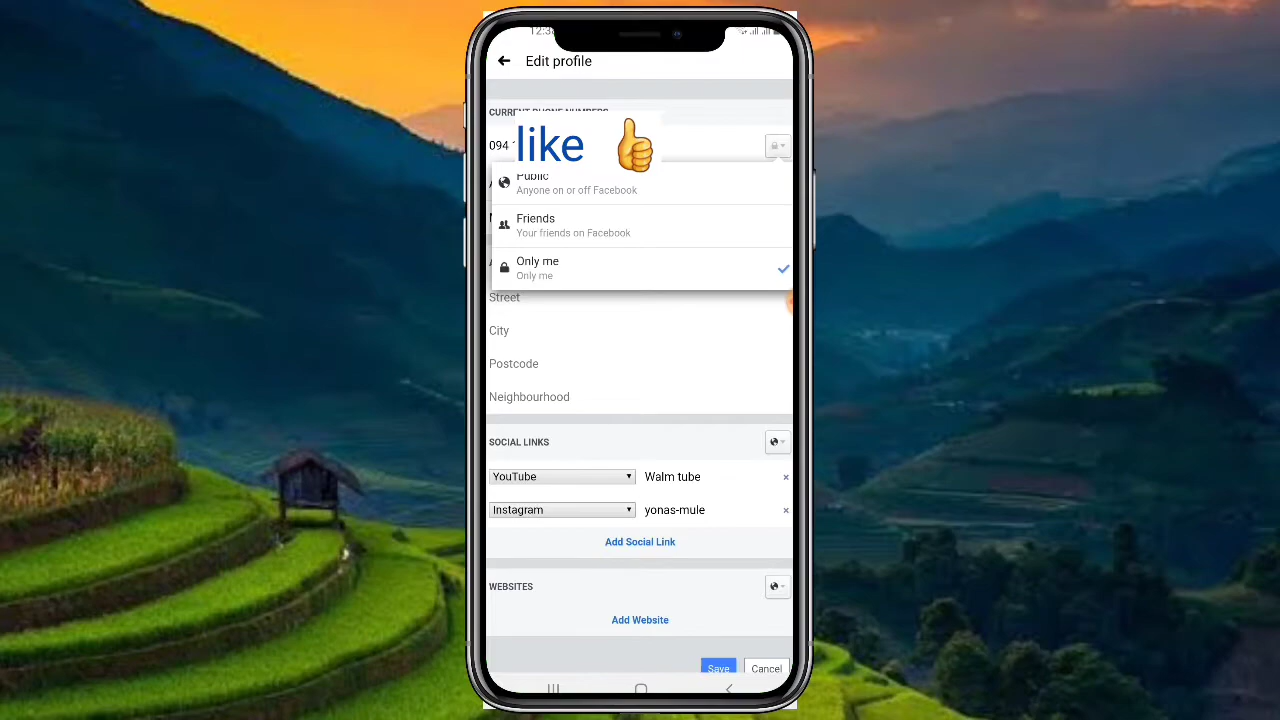 Edit profile
CURRENT PHONE NUMBERS
094
like 👍
Public
Anyone on or off Facebook
Friends
Your friends on Facebook
Only me
Only me
Street
City
Postcode
Neighbourhood
SOCIAL LINKS
YouTube Walm tube ×
Instagram yonas-mule ×
Add Social Link
WEBSITES
Add Website
Save Cancel